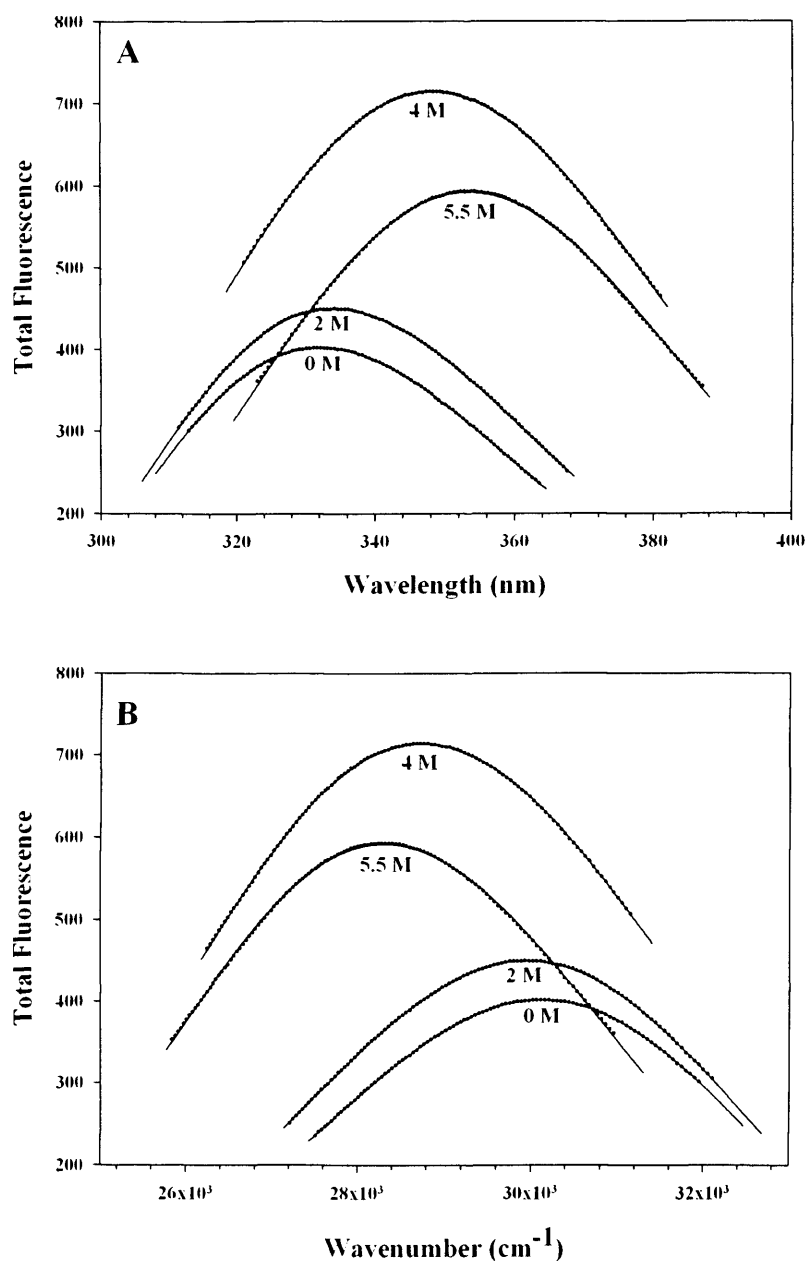 A
800
700
600
500
400
300
200
Total Fluorescence
4 M
5.5 M
2 M
0 M
300
320
340
360
380
400
Wavelength (nm)
B
800
700
600
500
400
300
200
Total Fluorescence
4 M
5.5 M
2 M
0 M
26x10³
28x10³
30x10³
32x10³
Wavenumber (cm⁻¹)